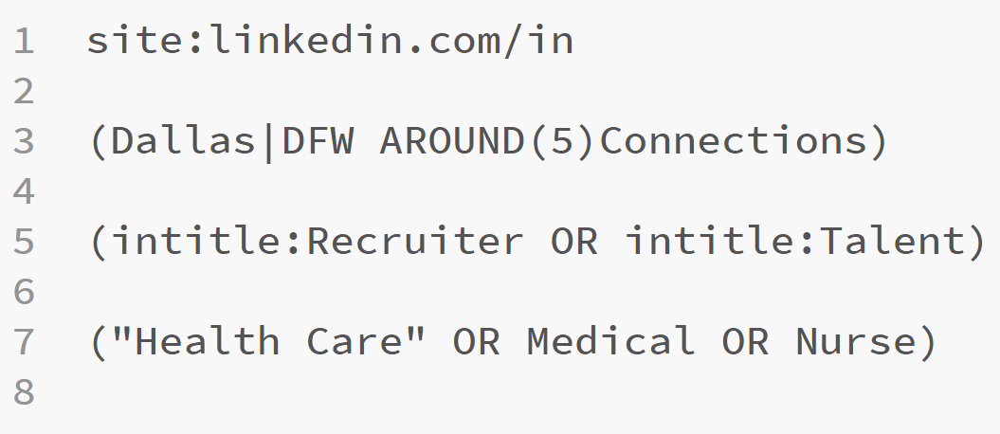 1 site:linkedin.com/in
2
3 (Dallas|DFW AROUND(5)Connections)
4
5 (intitle:Recruiter OR intitle:Talent)
6
7 ("Health Care" OR Medical OR Nurse)
8